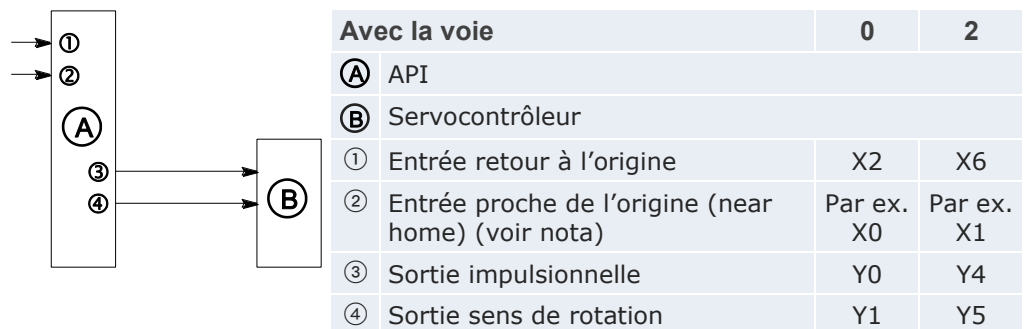 ①
②
Ⓐ
③
④
Ⓑ
Avec la voie 0 2
Ⓐ API
Ⓑ Servocontrôleur
① Entrée retour à l’origine X2 X6
② Entrée proche de l’origine (near Par ex. Par ex.
home) (voir nota) X0 X1
③ Sortie impulsionnelle Y0 Y4
④ Sortie sens de rotation Y1 Y5